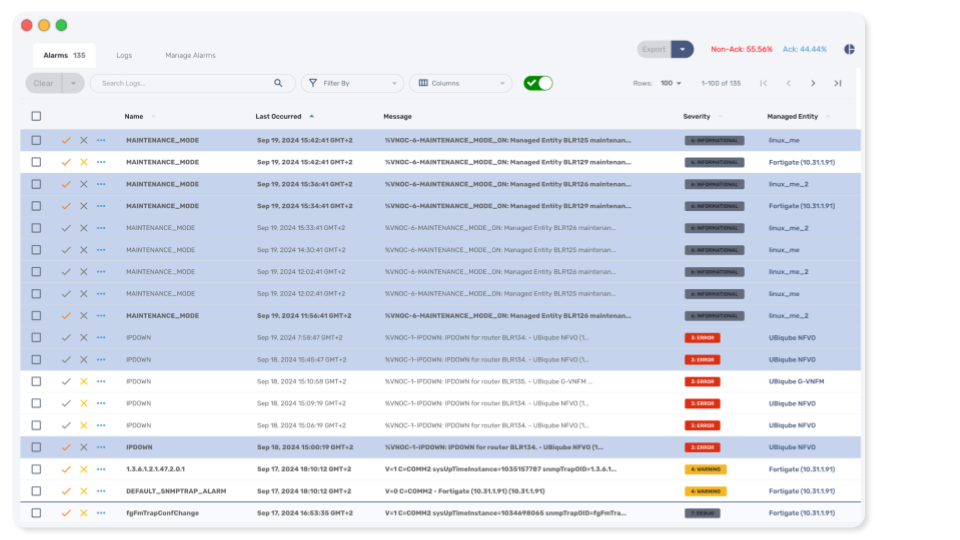 Alarms 135 Logs Manage Alarms Export Non-Ack: 55.56% Ack: 44.44%
Clear Search Logs... Filter By Columns Rows: 100 1-100 of 135
Name Last Occurred Message Severity Managed Entity
MAINTENANCE_MODE Sep 19, 2024 15:42:41 GMT+2 %VNOC-6-MAINTENANCE_MODE_ON: Managed Entity BLR125 maintenan... 6: INFORMATIONAL linux_me
MAINTENANCE_MODE Sep 19, 2024 15:42:41 GMT+2 %VNOC-6-MAINTENANCE_MODE_ON: Managed Entity BLR129 maintenan... 6: INFORMATIONAL Fortigate (10.31.1.91)
MAINTENANCE_MODE Sep 19, 2024 15:36:41 GMT+2 %VNOC-6-MAINTENANCE_MODE_ON: Managed Entity BLR126 maintenan... 6: INFORMATIONAL linux_me_2
MAINTENANCE_MODE Sep 19, 2024 15:34:41 GMT+2 %VNOC-6-MAINTENANCE_MODE_ON: Managed Entity BLR129 maintenan... 6: INFORMATIONAL Fortigate (10.31.1.91)
MAINTENANCE_MODE Sep 19, 2024 15:33:41 GMT+2 %VNOC-6-MAINTENANCE_MODE_ON: Managed Entity BLR126 maintenan... 6: INFORMATIONAL linux_me_2
MAINTENANCE_MODE Sep 19, 2024 14:30:41 GMT+2 %VNOC-6-MAINTENANCE_MODE_ON: Managed Entity BLR125 maintenan... 6: INFORMATIONAL linux_me
MAINTENANCE_MODE Sep 19, 2024 12:02:41 GMT+2 %VNOC-6-MAINTENANCE_MODE_ON: Managed Entity BLR126 maintenan... 6: INFORMATIONAL linux_me_2
MAINTENANCE_MODE Sep 19, 2024 12:02:41 GMT+2 %VNOC-6-MAINTENANCE_MODE_ON: Managed Entity BLR125 maintenan... 6: INFORMATIONAL linux_me
MAINTENANCE_MODE Sep 19, 2024 11:56:41 GMT+2 %VNOC-6-MAINTENANCE_MODE_ON: Managed Entity BLR126 maintenan... 6: INFORMATIONAL linux_me_2
IPDOWN Sep 19, 2024 7:58:47 GMT+2 %VNOC-1-IPDOWN: IPDOWN for router BLR134. - UBiqube NFVO (1... 3: ERROR UBiqube NFVO
IPDOWN Sep 18, 2024 15:45:47 GMT+2 %VNOC-1-IPDOWN: IPDOWN for router BLR134. - UBiqube NFVO (1... 3: ERROR UBiqube NFVO
IPDOWN Sep 18, 2024 15:10:58 GMT+2 %VNOC-1-IPDOWN: IPDOWN for router BLR135. - UBiqube G-VNFM ... 3: ERROR UBiqube G-VNFM
IPDOWN Sep 18, 2024 15:09:19 GMT+2 %VNOC-1-IPDOWN: IPDOWN for router BLR134. - UBiqube NFVO (1... 3: ERROR UBiqube NFVO
IPDOWN Sep 18, 2024 15:06:19 GMT+2 %VNOC-1-IPDOWN: IPDOWN for router BLR134. - UBiqube NFVO (1... 3: ERROR UBiqube NFVO
IPDOWN Sep 18, 2024 15:00:19 GMT+2 %VNOC-1-IPDOWN: IPDOWN for router BLR134. - UBiqube NFVO (1... 3: ERROR UBiqube NFVO
1.3.6.1.2.1.47.2.0.1 Sep 17, 2024 18:10:12 GMT+2 V=1 C=COMM2 sysUpTimeInstance=1035157787 snmpTrapOID=1.3.6.1... 4: WARNING Fortigate (10.31.1.91)
DEFAULT_SNMPTRAP_ALARM Sep 17, 2024 18:10:12 GMT+2 V=0 C=COMM2 - Fortigate (10.31.1.91) (10.31.1.91) 4: WARNING Fortigate (10.31.1.91)
fgFmTrapConfChange Sep 17, 2024 16:53:35 GMT+2 V=1 C=COMM2 sysUpTimeInstance=1034698065 snmpTrapOID=fgFmTra... 7: DEBUG Fortigate (10.31.1.91)